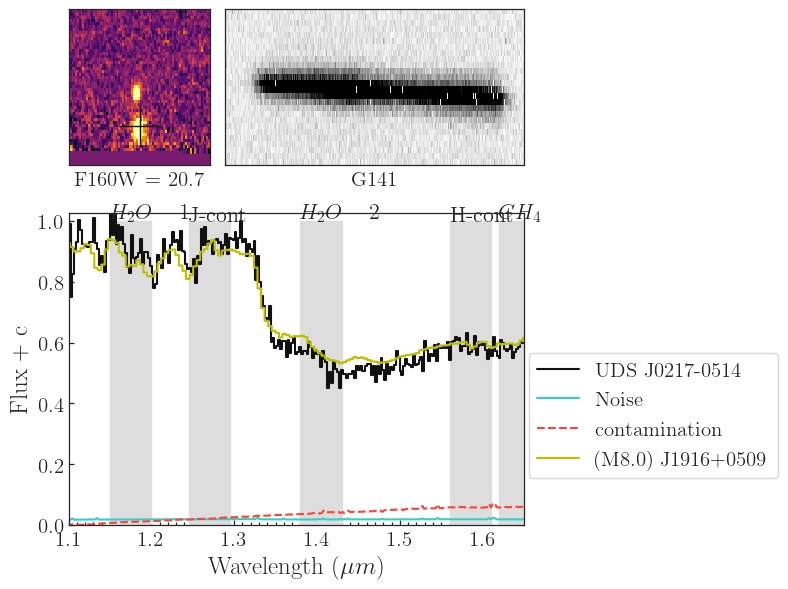 F160W = 20.7
G141
H₂O 1 J-cont H₂O 2 H-cont CH₄
1.0
0.8
0.6
0.4
0.2
0.0
Flux + c
1.1 1.2 1.3 1.4 1.5 1.6
Wavelength (μm)
UDS J0217-0514
Noise
contamination
(M8.0) J1916+0509